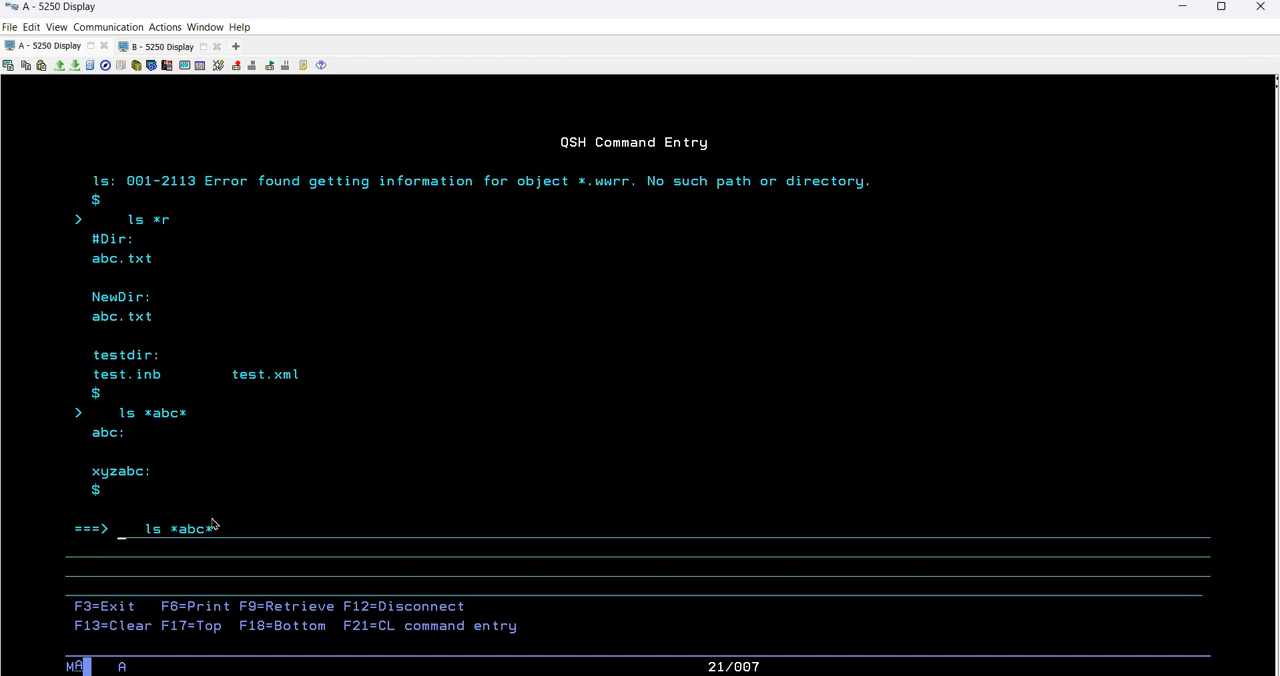 A - 5250 Display
File Edit View Communication Actions Window Help
A - 5250 Display B - 5250 Display
QSH Command Entry
ls: 001-2113 Error found getting information for object *.wwrr. No such path or directory.
$
> ls *r
#Dir:
abc.txt
NewDir:
abc.txt
testdir:
test.inb test.xml
$
> ls *abc*
abc:
xyzabc:
$
===> ls *abc*
F3=Exit F6=Print F9=Retrieve F12=Disconnect
F13=Clear F17=Top F18=Bottom F21=CL command entry
MA A 21/007